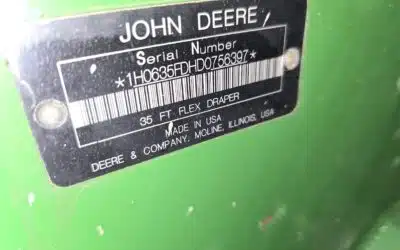 JOHN DEERE
Serial Number
*1H0635FDHD0756397*
35 FT FLEX DRAPER
MADE IN USA
DEERE & COMPANY, MOLINE, ILLINOIS, USA